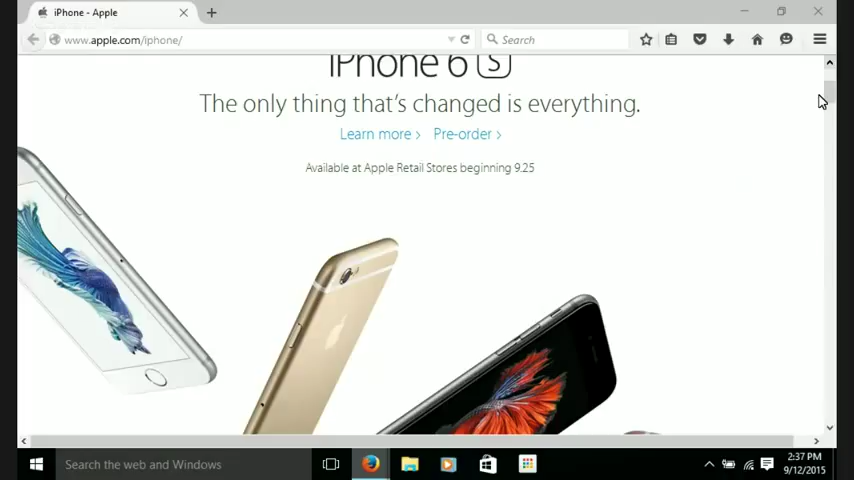 iPhone - Apple
www.apple.com/iphone/
Search
iPhone 6 S
The only thing that's changed is everything.
Learn more › Pre-order ›
Available at Apple Retail Stores beginning 9.25
Search the web and Windows
2:37 PM
9/12/2015